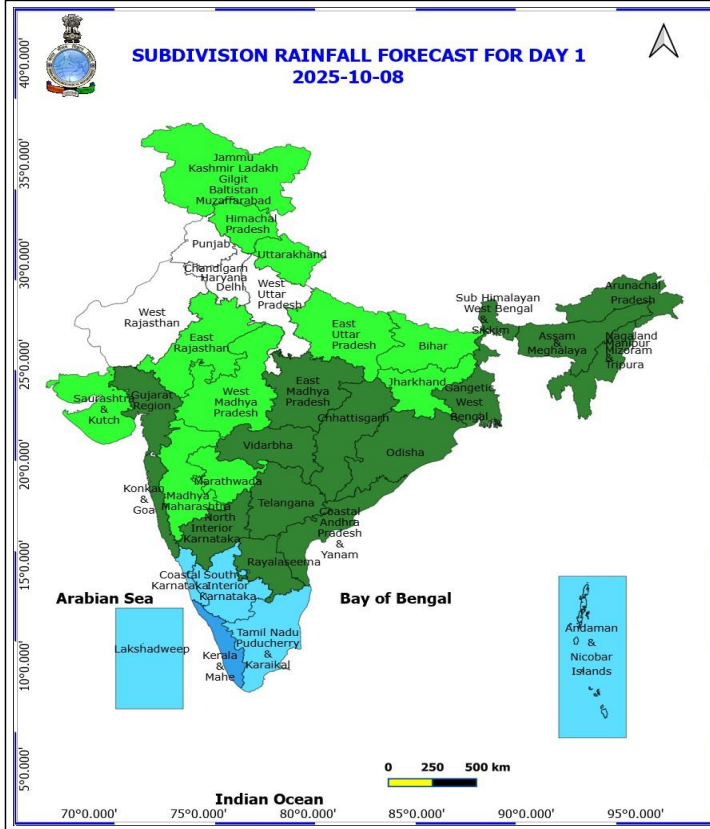 SUBDIVISION RAINFALL FORECAST FOR DAY 1
2025-10-08
40°0.000'
35°0.000'
30°0.000'
25°0.000'
20°0.000'
15°0.000'
10°0.000'
5°0.000'
Jammu
Kashmir Ladakh
Gilgit
Baltistan
Muzaffarabad
Himachal
Pradesh
Punjab
Uttarakhand
Chandigarh
Haryana
Delhi
West
Uttar
Pradesh
West
Rajasthan
East
Rajasthan
East
Uttar
Pradesh
Bihar
Sub Himalayan
West Bengal
&
Sikkim
Arunachal
Pradesh
Assam
&
Meghalaya
Nagaland
Manipur
Mizoram
&
Tripura
Saurashtra
&
Kutch
Gujarat
Region
West
Madhya
Pradesh
East
Madhya
Pradesh
Jharkhand
Gangetic
West
Bengal
Chhattisgarh
Vidarbha
Odisha
Konkan
&
Goa
Madhya
Maharashtra
Marathwada
Telangana
North
Interior
Karnataka
Coastal
Andhra
Pradesh
&
Yanam
Rayalaseema
Coastal
Karnataka
South
Interior
Karnataka
Arabian Sea
Bay of Bengal
Lakshadweep
Kerala
&
Mahe
Tamil Nadu
Puducherry
&
Karaikal
Andaman
&
Nicobar
Islands
0 250 500 km
Indian Ocean
70°0.000' 75°0.000' 80°0.000' 85°0.000' 90°0.000' 95°0.000'